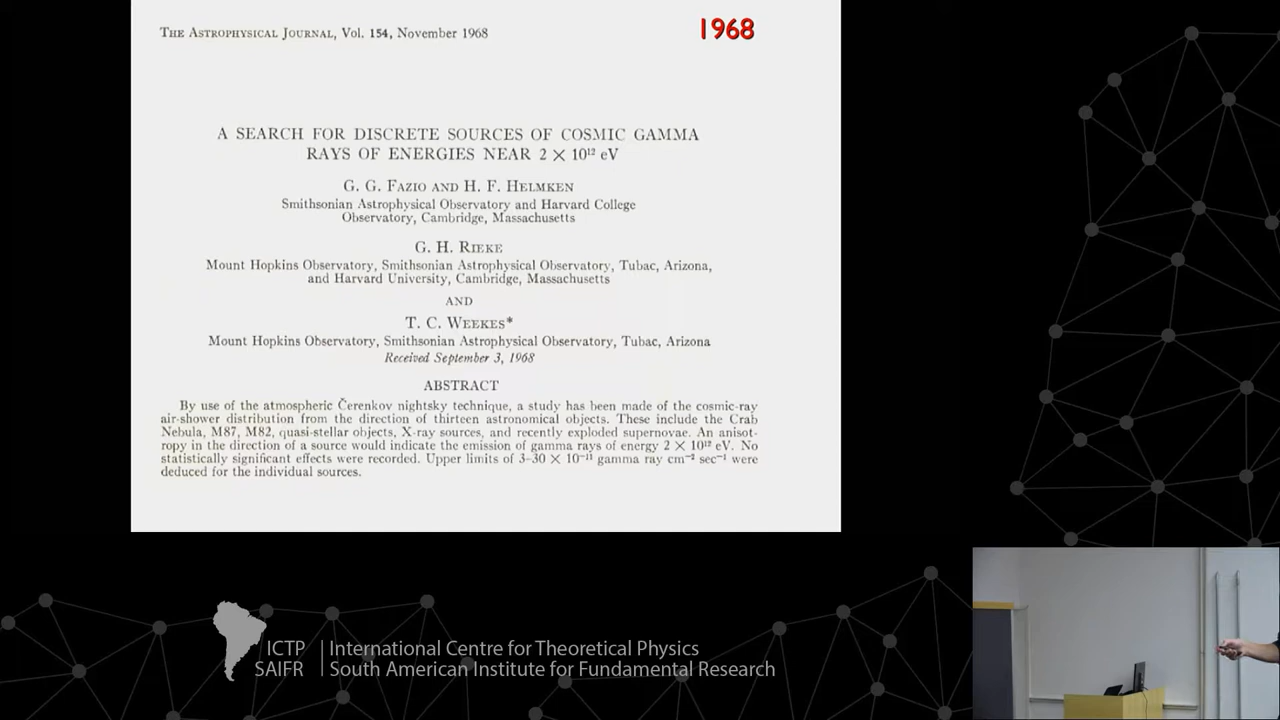 THE ASTROPHYSICAL JOURNAL, Vol. 154, November 1968
1968
A SEARCH FOR DISCRETE SOURCES OF COSMIC GAMMA
RAYS OF ENERGIES NEAR 2 × 10¹² eV
G. G. FAZIO AND H. F. HELMKEN
Smithsonian Astrophysical Observatory and Harvard College
Observatory, Cambridge, Massachusetts
G. H. RIEKE
Mount Hopkins Observatory, Smithsonian Astrophysical Observatory, Tubac, Arizona,
and Harvard University, Cambridge, Massachusetts
AND
T. C. WEEKES*
Mount Hopkins Observatory, Smithsonian Astrophysical Observatory, Tubac, Arizona
Received September 3, 1968
ABSTRACT
By use of the atmospheric Čerenkov nightsky technique, a study has been made of the cosmic-ray
air-shower distribution from the direction of thirteen astronomical objects. These include the Crab
Nebula, M87, M82, quasi-stellar objects, X-ray sources, and recently exploded supernovae. An anisot-
ropy in the direction of a source would indicate the emission of gamma rays of energy 2 × 10¹² eV. No
statistically significant effects were recorded. Upper limits of 3–30 × 10⁻¹¹ gamma ray cm⁻² sec⁻¹ were
deduced for the individual sources.
ICTP | International Centre for Theoretical Physics
SAIFR | South American Institute for Fundamental Research